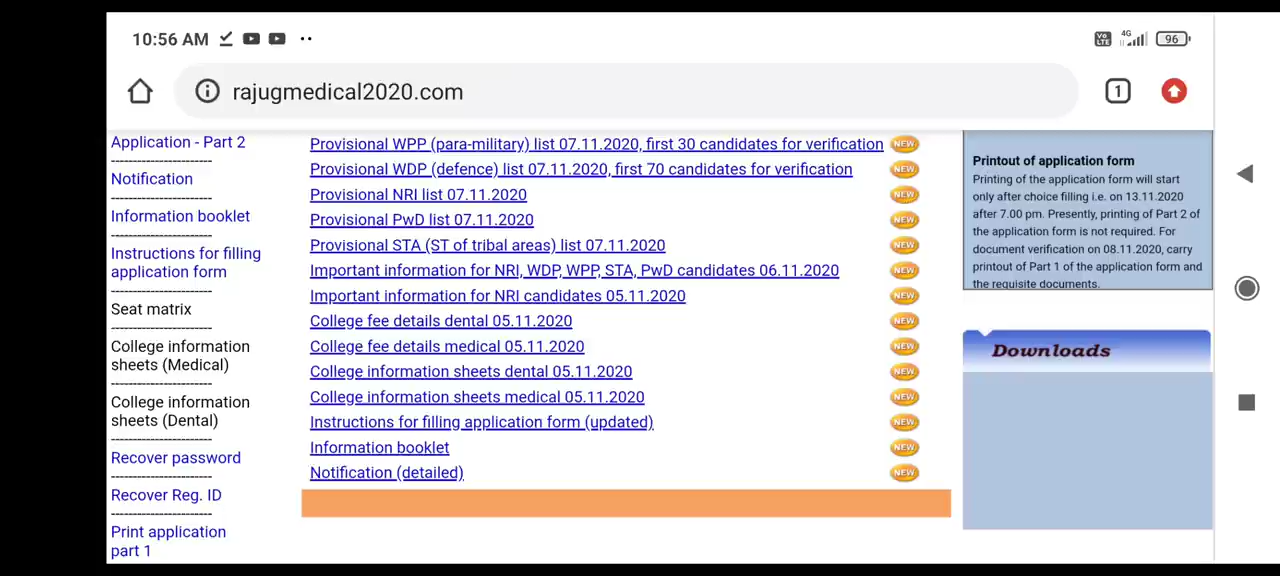 10:56 AM
4G
Vo LTE
96
rajugmedical2020.com
1
Application - Part 2
-----------------------
Notification
-----------------------
Information booklet
-----------------------
Instructions for filling
application form
-----------------------
Seat matrix
-----------------------
College information
sheets (Medical)
-----------------------
College information
sheets (Dental)
-----------------------
Recover password
-----------------------
Recover Reg. ID
-----------------------
Print application
part 1
Provisional WPP (para-military) list 07.11.2020, first 30 candidates for verification NEW
Provisional WDP (defence) list 07.11.2020, first 70 candidates for verification NEW
Provisional NRI list 07.11.2020 NEW
Provisional PwD list 07.11.2020 NEW
Provisional STA (ST of tribal areas) list 07.11.2020 NEW
Important information for NRI, WDP, WPP, STA, PwD candidates 06.11.2020 NEW
Important information for NRI candidates 05.11.2020 NEW
College fee details dental 05.11.2020 NEW
College fee details medical 05.11.2020 NEW
College information sheets dental 05.11.2020 NEW
College information sheets medical 05.11.2020 NEW
Instructions for filling application form (updated) NEW
Information booklet NEW
Notification (detailed) NEW
Printout of application form
Printing of the application form will start
only after choice filling i.e. on 13.11.2020
after 7.00 pm. Presently, printing of Part 2 of
the application form is not required. For
document verification on 08.11.2020, carry
printout of Part 1 of the application form and
the requisite documents.
Downloads